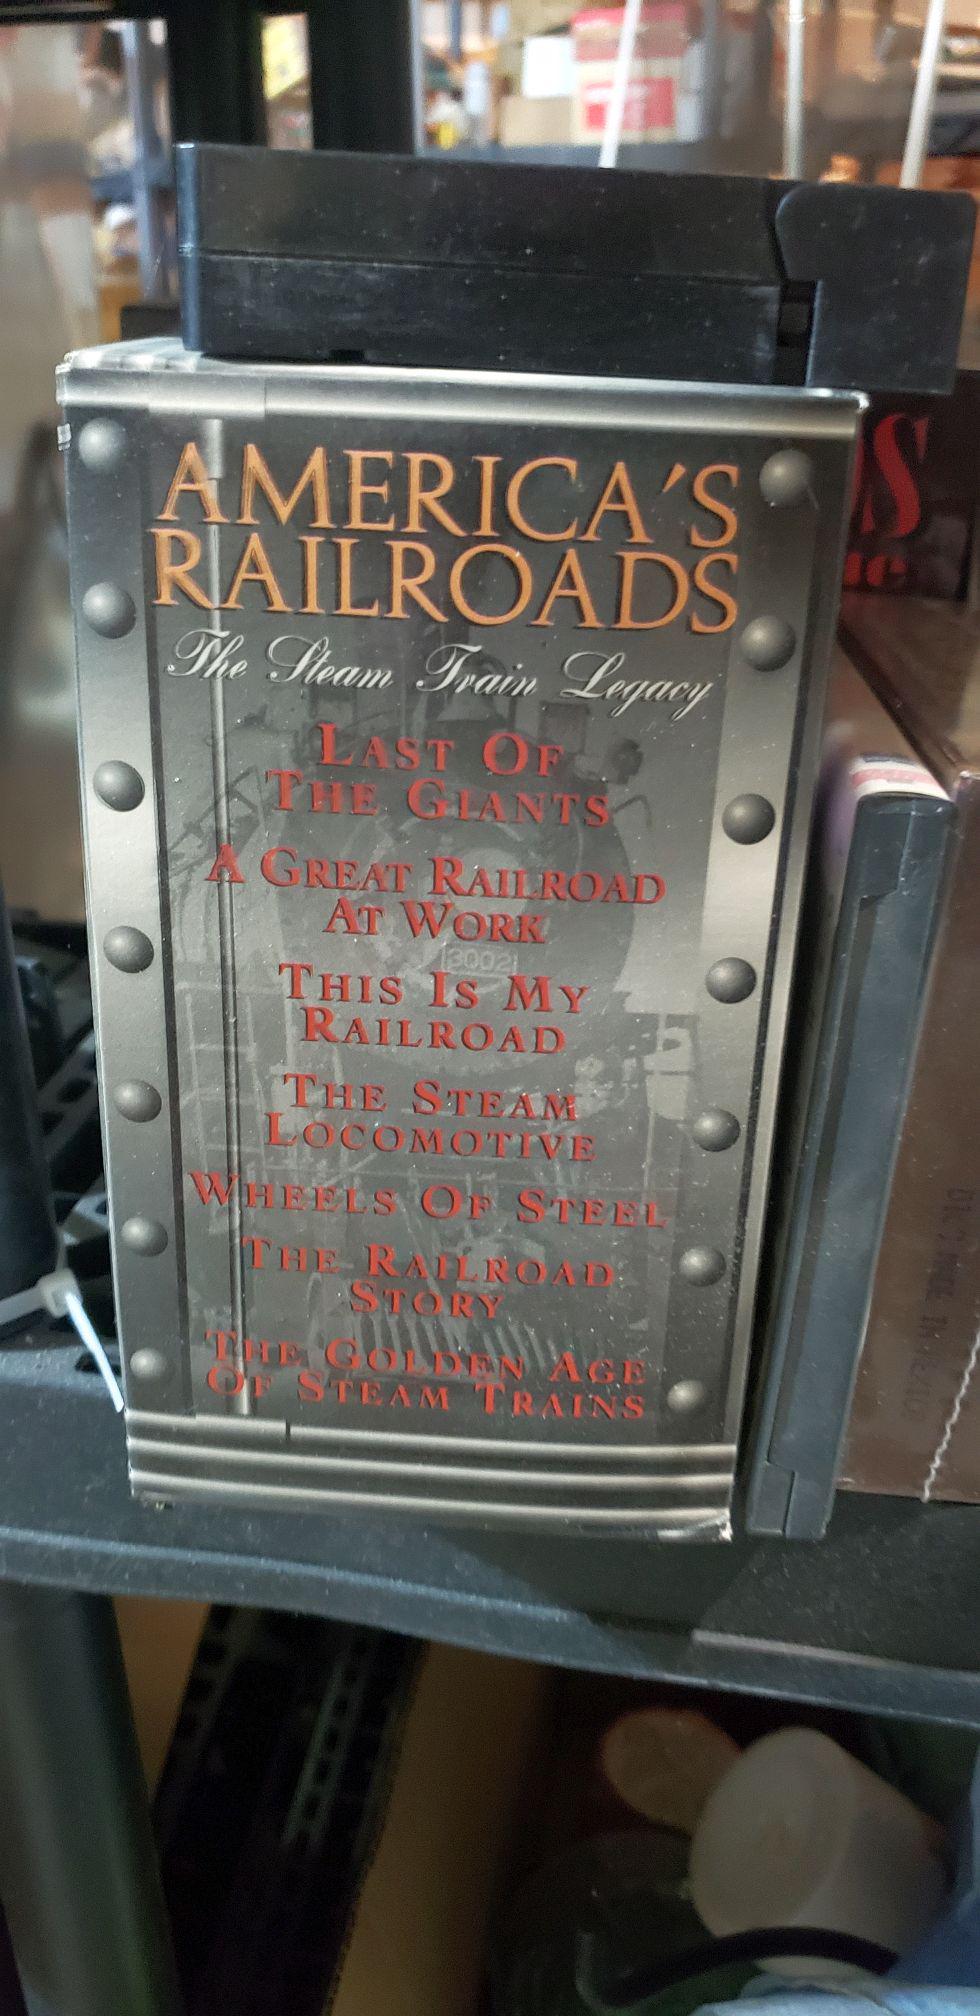 AMERICA'S
RAILROADS
The Steam Train Legacy
LAST OF
THE GIANTS
A GREAT RAILROAD
AT WORK
3002
THIS IS MY
RAILROAD
THE STEAM
LOCOMOTIVE
WHEELS OF STEEL
THE RAILROAD
STORY
THE GOLDEN AGE
OF STEAM TRAINS